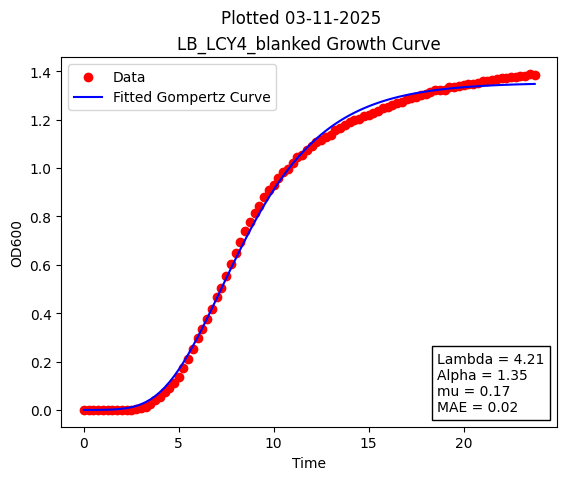 Plotted 03-11-2025
LB_LCY4_blanked Growth Curve
Data
Fitted Gompertz Curve
OD600
1.4
1.2
1.0
0.8
0.6
0.4
0.2
0.0
Lambda = 4.21
Alpha = 1.35
mu = 0.17
MAE = 0.02
0
5
10
15
20
Time